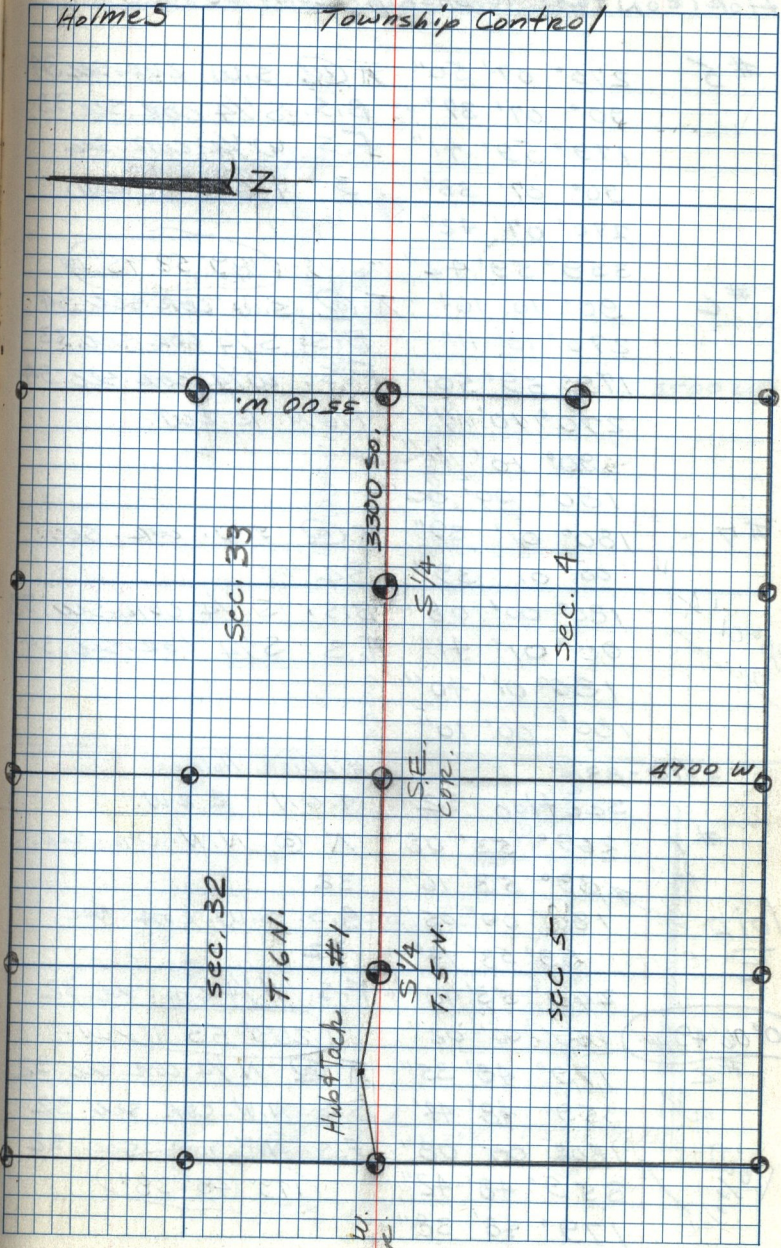 Holmes Township Control
N
3500 W.
3300 So.
Sec. 33
S 1/4
Sec. 4
S.E.
Cor.
4700 W.
Sec. 32
T. 6 N.
#1
Hub & Tack
S 1/4
T. 5 N.
Sec 5
W.